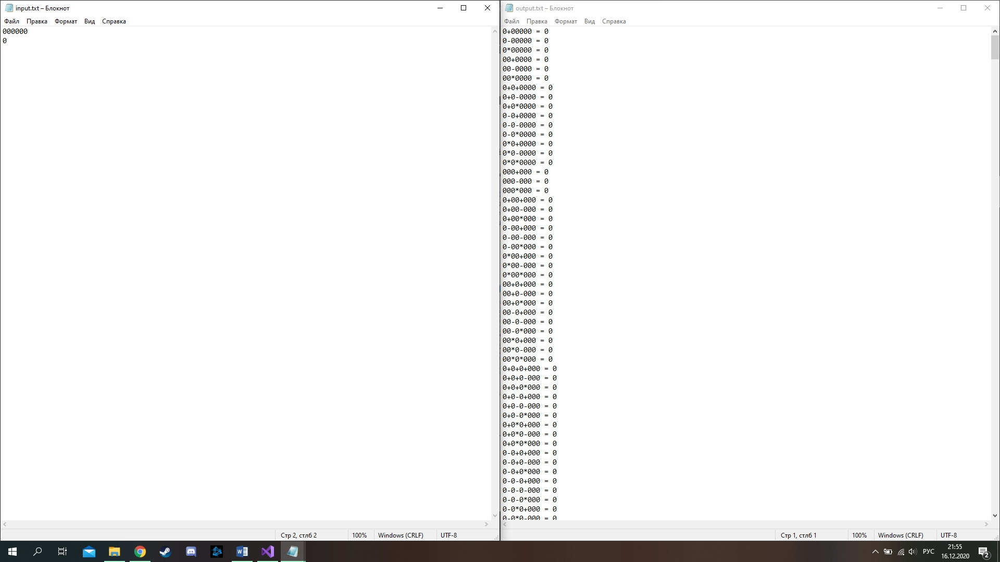 input.txt – Блокнот
Файл Правка Формат Вид Справка
000000
0
Стр 2, стлб 2 100% Windows (CRLF) UTF-8
output.txt – Блокнот
Файл Правка Формат Вид Справка
0+00000 = 0
0-00000 = 0
0*00000 = 0
00+0000 = 0
00-0000 = 0
00*0000 = 0
0+0+0000 = 0
0+0-0000 = 0
0+0*0000 = 0
0-0+0000 = 0
0-0-0000 = 0
0-0*0000 = 0
0*0+0000 = 0
0*0-0000 = 0
0*0*0000 = 0
000+000 = 0
000-000 = 0
000*000 = 0
0+00+000 = 0
0+00-000 = 0
0+00*000 = 0
0-00+000 = 0
0-00-000 = 0
0-00*000 = 0
0*00+000 = 0
0*00-000 = 0
0*00*000 = 0
00+0+000 = 0
00+0-000 = 0
00+0*000 = 0
00-0+000 = 0
00-0-000 = 0
00-0*000 = 0
00*0+000 = 0
00*0-000 = 0
00*0*000 = 0
0+0+0+000 = 0
0+0+0-000 = 0
0+0+0*000 = 0
0+0-0+000 = 0
0+0-0-000 = 0
0+0-0*000 = 0
0+0*0+000 = 0
0+0*0-000 = 0
0+0*0*000 = 0
0-0+0+000 = 0
0-0+0-000 = 0
0-0+0*000 = 0
0-0-0+000 = 0
0-0-0-000 = 0
0-0-0*000 = 0
0-0*0+000 = 0
0-0*0-000 = 0
Стр 1, стлб 1 100% Windows (CRLF) UTF-8
РУС
21:55
16.12.2020
2